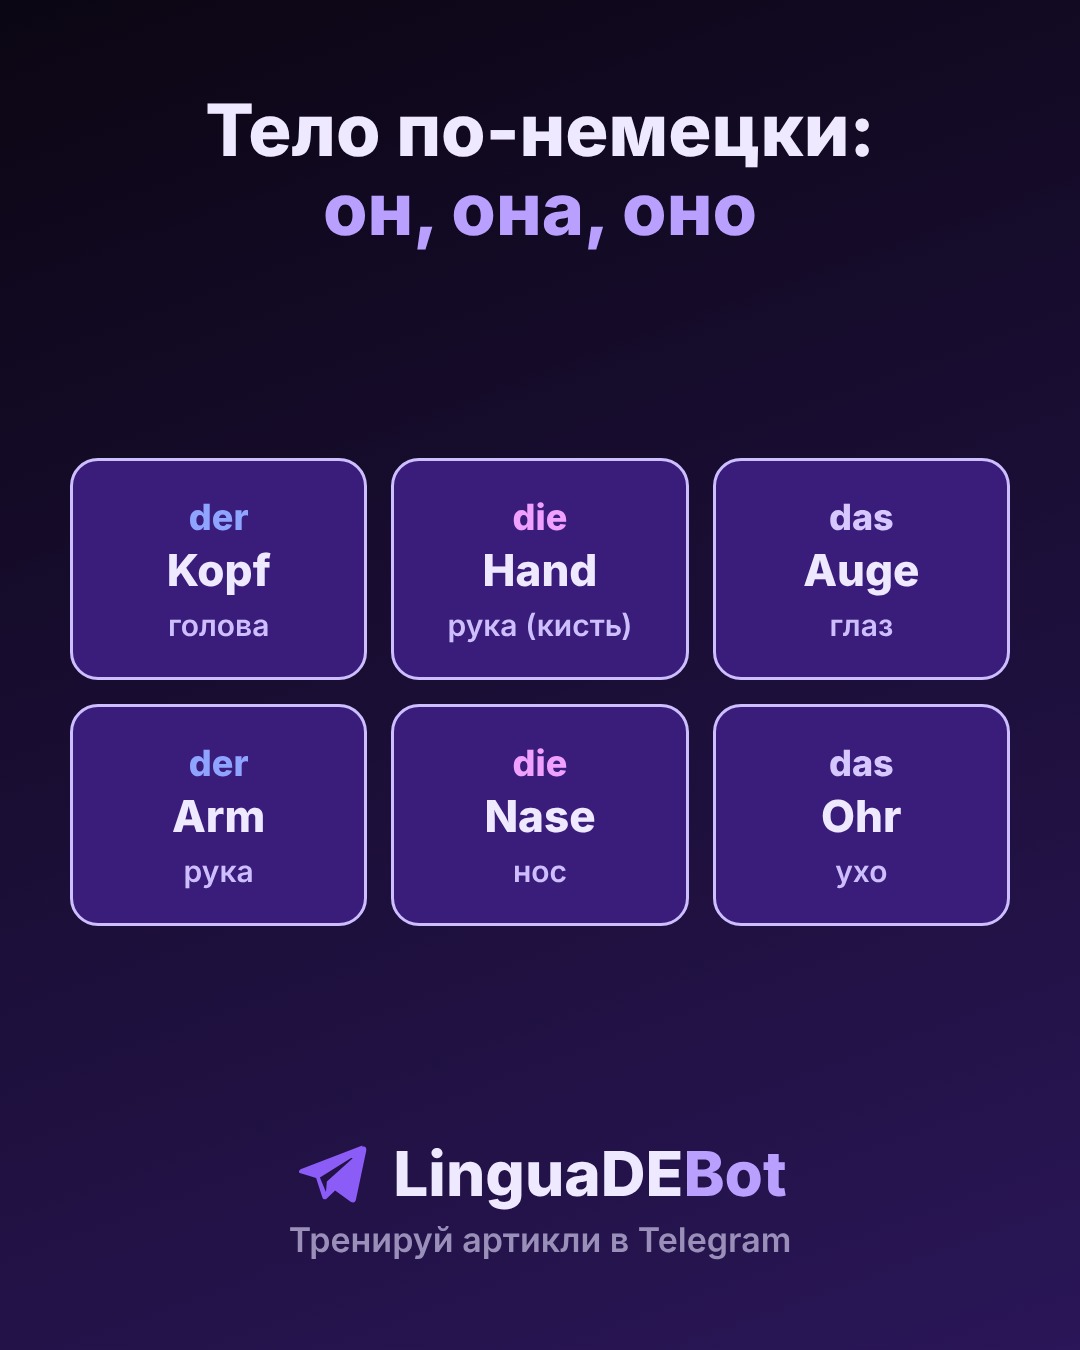 Тело по-немецки:
он, она, оно
der
Kopf
голова
die
Hand
рука (кисть)
das
Auge
глаз
der
Arm
рука
die
Nase
нос
das
Ohr
ухо
LinguaDEBot
Тренируй артикли в Telegram